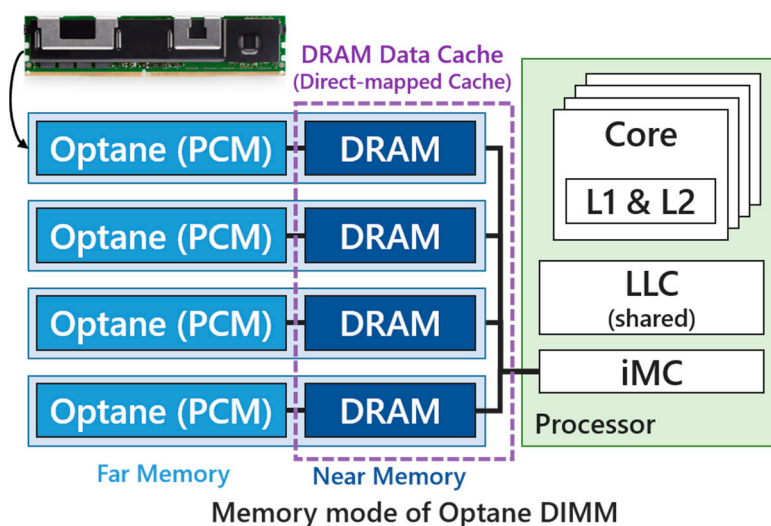 DRAM Data Cache
(Direct-mapped Cache)
Optane (PCM)
DRAM
Optane (PCM)
DRAM
Optane (PCM)
DRAM
Optane (PCM)
DRAM
Far Memory
Near Memory
Core
L1 & L2
LLC
(shared)
iMC
Processor
Memory mode of Optane DIMM